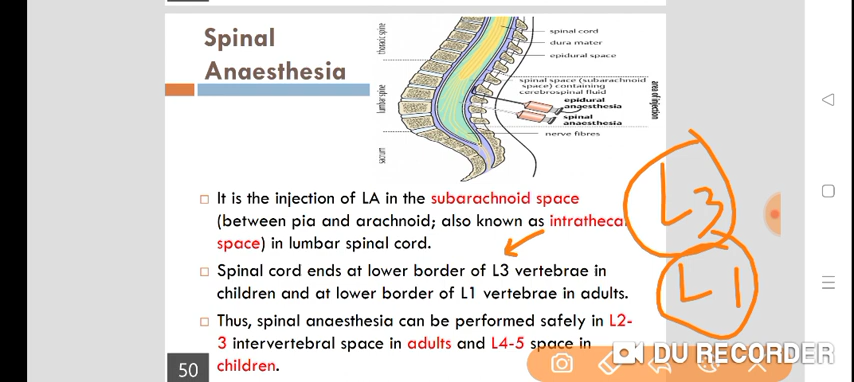 Spinal
Anaesthesia
thoracic spine
lumbar spine
sacrum
spinal cord
dura mater
epidural space
spinal space (subarachnoid
space) containing
cerebrospinal fluid
epidural
anaesthesia
spinal
anaesthesia
nerve fibres
area of injection
It is the injection of LA in the subarachnoid space
(between pia and arachnoid; also known as intratheca
space) in lumbar spinal cord.
Spinal cord ends at lower border of L3 vertebrae in
children and at lower border of L1 vertebrae in adults.
Thus, spinal anaesthesia can be performed safely in L2-
3 intervertebral space in adults and L4-5 space in
children.
50
L3
L1
DU RECORDER